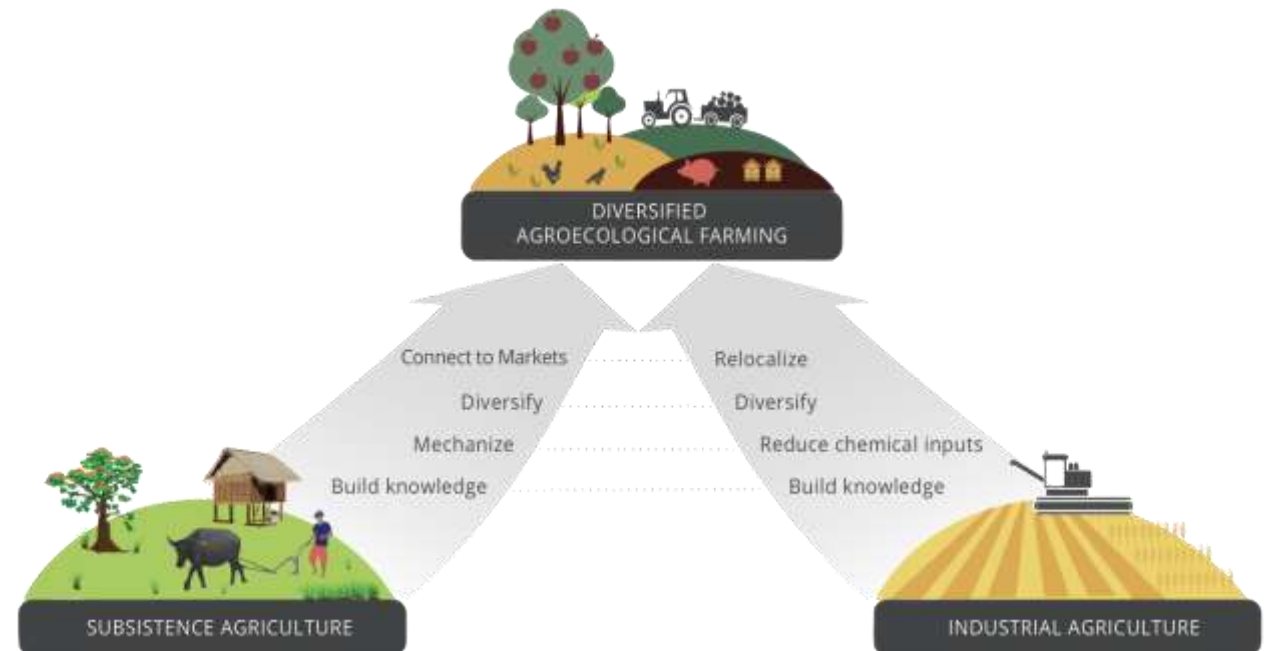 DIVERSIFIED
AGROECOLOGICAL FARMING
Connect to Markets
Relocalize
Diversify
Diversify
Mechanize
Reduce chemical inputs
Build knowledge
Build knowledge
SUBSISTENCE AGRICULTURE
INDUSTRIAL AGRICULTURE